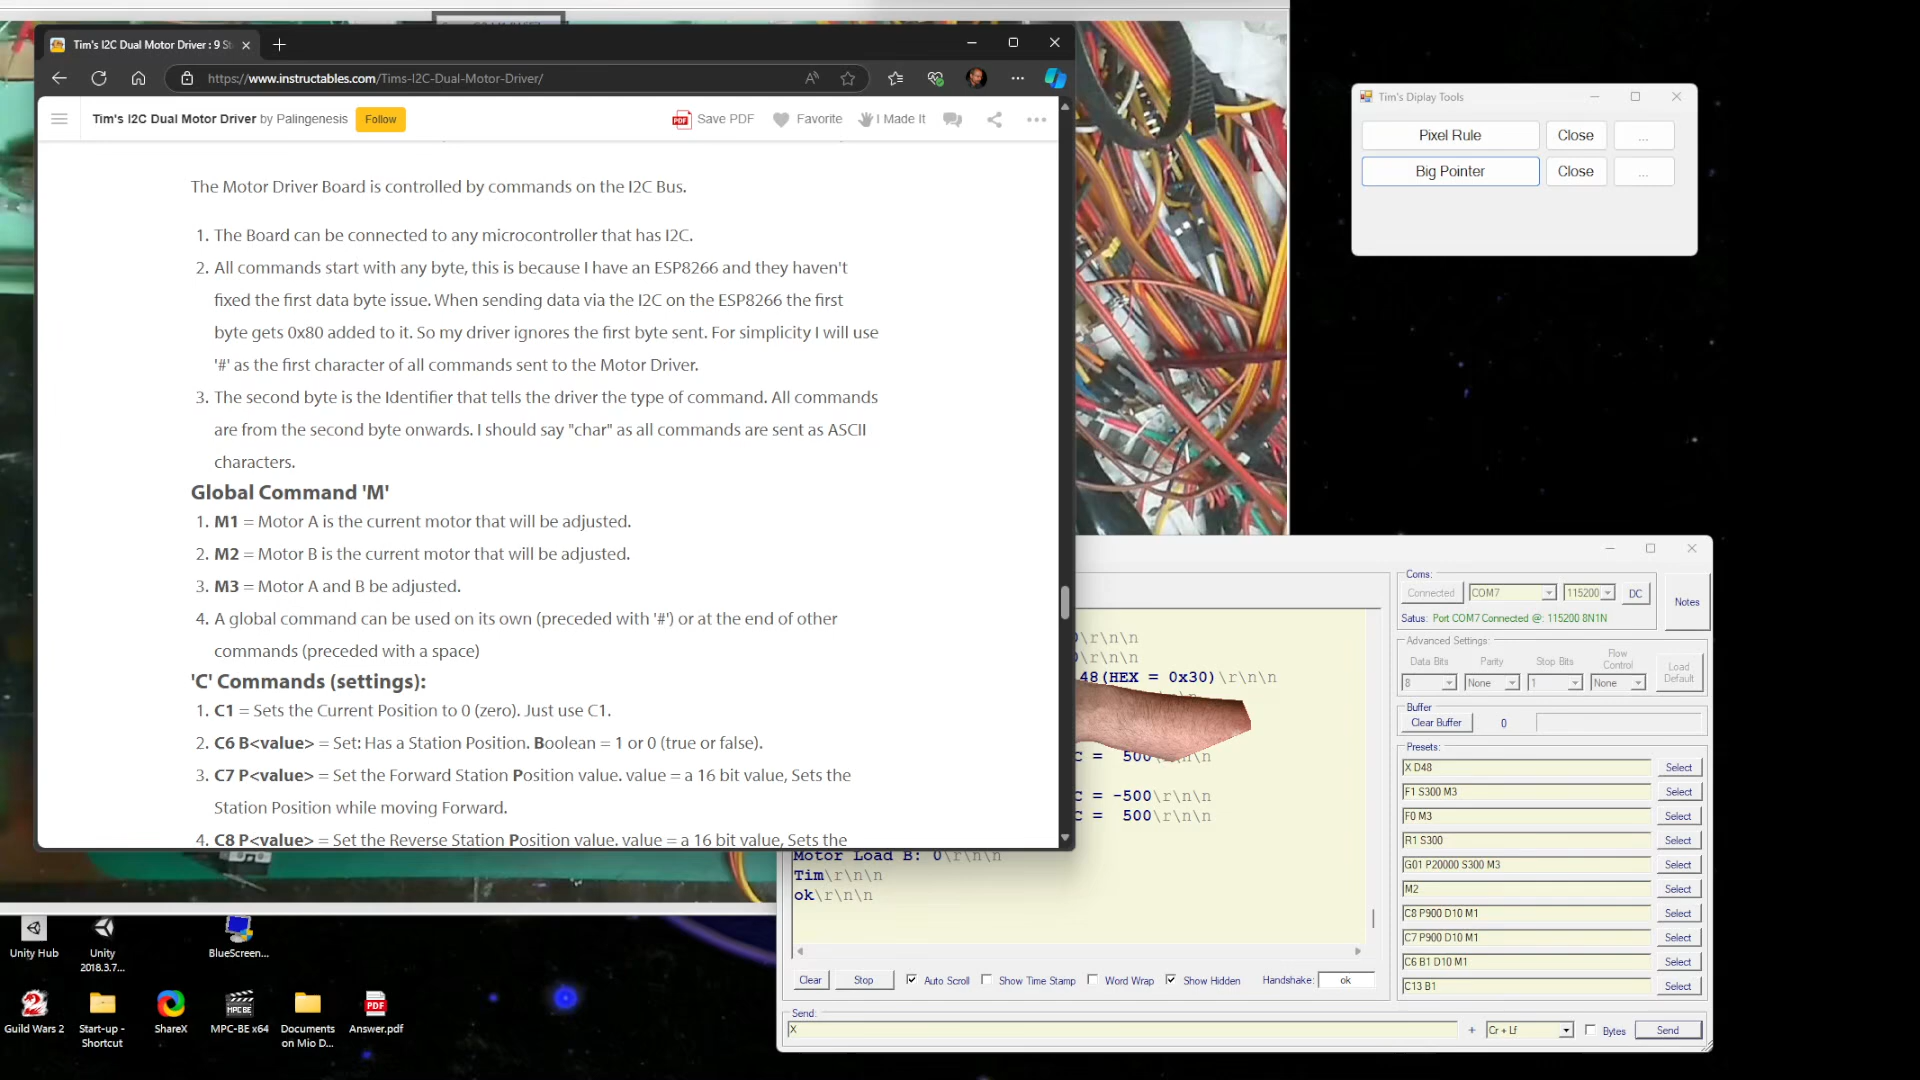 Tim's I2C Dual Motor Driver : 9 S
https://www.instructables.com/Tims-I2C-Dual-Motor-Driver/
Tim's I2C Dual Motor Driver by Palingenesis
Follow
Save PDF
Favorite
I Made It
The Motor Driver Board is controlled by commands on the I2C Bus.
1. The Board can be connected to any microcontroller that has I2C.
2. All commands start with any byte, this is because I have an ESP8266 and they haven't
fixed the first data byte issue. When sending data via the I2C on the ESP8266 the first
byte gets 0x80 added to it. So my driver ignores the first byte sent. For simplicity I will use
'#' as the first character of all commands sent to the Motor Driver.
3. The second byte is the Identifier that tells the driver the type of command. All commands
are from the second byte onwards. I should say "char" as all commands are sent as ASCII
characters.
Global Command 'M'
1. M1 = Motor A is the current motor that will be adjusted.
2. M2 = Motor B is the current motor that will be adjusted.
3. M3 = Motor A and B be adjusted.
4. A global command can be used on its own (preceded with '#') or at the end of other
commands (preceded with a space)
'C' Commands (settings):
1. C1 = Sets the Current Position to 0 (zero). Just use C1.
2. C6 B<value> = Set: Has a Station Position. Boolean = 1 or 0 (true or false).
3. C7 P<value> = Set the Forward Station Position value. value = a 16 bit value, Sets the
Station Position while moving Forward.
4. C8 P<value> = Set the Reverse Station Position value. value = a 16 bit value, Sets the
Tim's Diplay Tools
Pixel Rule
Close
...
Big Pointer
Close
...
\r\n\n
\r\n\n
48(HEX = 0x30)\r\n\n
C = 500\r\n\n
C = -500\r\n\n
C = 500\r\n\n
Motor Load B: 0\r\n\n
Tim\r\n\n
ok\r\n\n
Clear
Stop
Auto Scroll
Show Time Stamp
Word Wrap
Show Hidden
Handshake:
ok
Send:
X
+
Cr + Lf
Bytes
Send
Coms:
Connected
COM7
115200
DC
Notes
Satus: Port COM7 Connected @: 115200 8N1N
Advanced Settings:
Data Bits
Parity
Stop Bits
Flow
Control
8
None
1
None
Load
Default
Buffer
Clear Buffer
0
Presets:
X D48
Select
F1 S300 M3
Select
F0 M3
Select
R1 S300
Select
G01 P20000 S300 M3
Select
M2
Select
C8 P900 D10 M1
Select
C7 P900 D10 M1
Select
C6 B1 D10 M1
Select
C13 B1
Select
Unity Hub
Unity
2018.3.7...
BlueScreen...
Guild Wars 2
Start-up -
Shortcut
ShareX
MPC-BE x64
Documents
on Mio D...
Answer.pdf